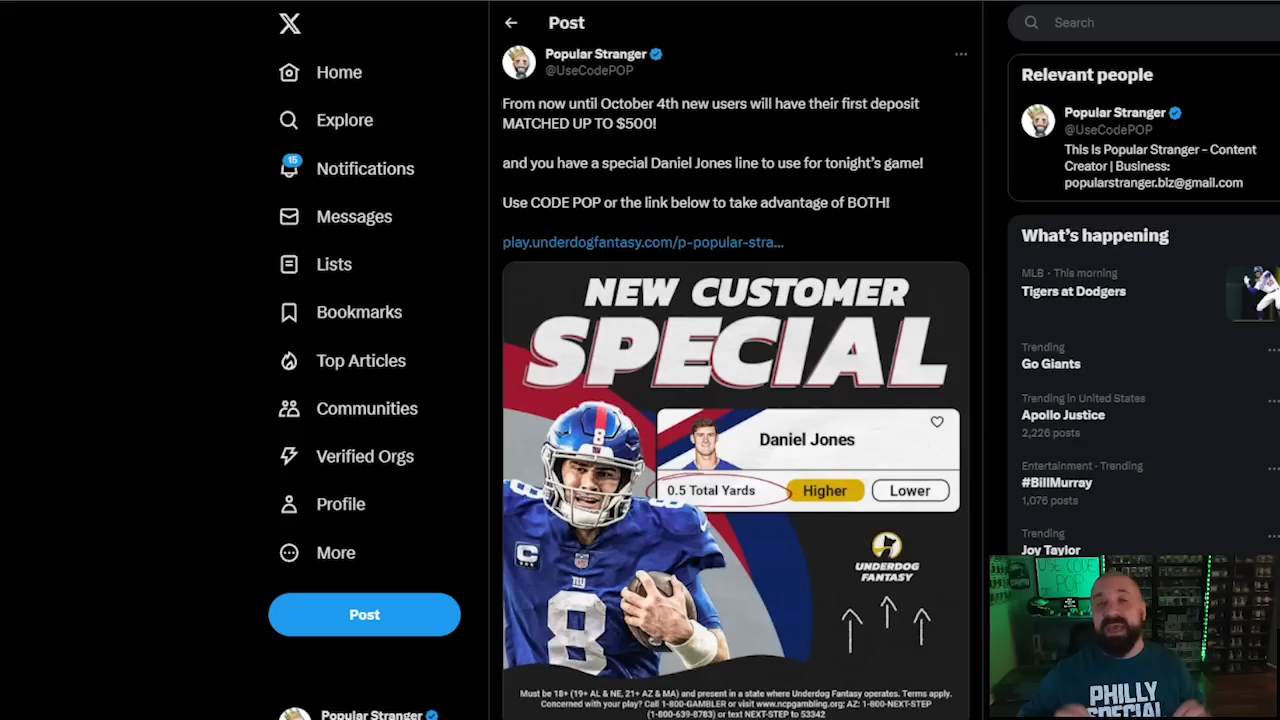 Home
Explore
15
Notifications
Messages
Lists
Bookmarks
Top Articles
Communities
Verified Orgs
Profile
More
Post
Popular Stranger
Post
Popular Stranger
@UseCodePOP
From now until October 4th new users will have their first deposit
MATCHED UP TO $500!
and you have a special Daniel Jones line to use for tonight's game!
Use CODE POP or the link below to take advantage of BOTH!
play.underdogfantasy.com/p-popular-stra...
NEW CUSTOMER
SPECIAL
Daniel Jones
0.5 Total Yards
Higher
Lower
UNDERDOG
FANTASY
8
C
8
Must be 18+ (19+ AL & NE, 21+ AZ & MA) and present in a state where Underdog Fantasy operates. Terms apply.
Concerned with your play? Call 1-800-GAMBLER or visit www.ncpgambling.org; AZ: 1-800-NEXT-STEP
(1-800-639-8783) or text NEXT-STEP to 53342
Search
Relevant people
Popular Stranger
@UseCodePOP
This Is Popular Stranger – Content
Creator | Business:
popularstranger.biz@gmail.com
What's happening
MLB · This morning
Tigers at Dodgers
Trending
Go Giants
Trending in United States
Apollo Justice
2,226 posts
Entertainment · Trending
#BillMurray
1,076 posts
Trending
Joy Taylor
USE CODE
POP
PHILLY
SPECIAL